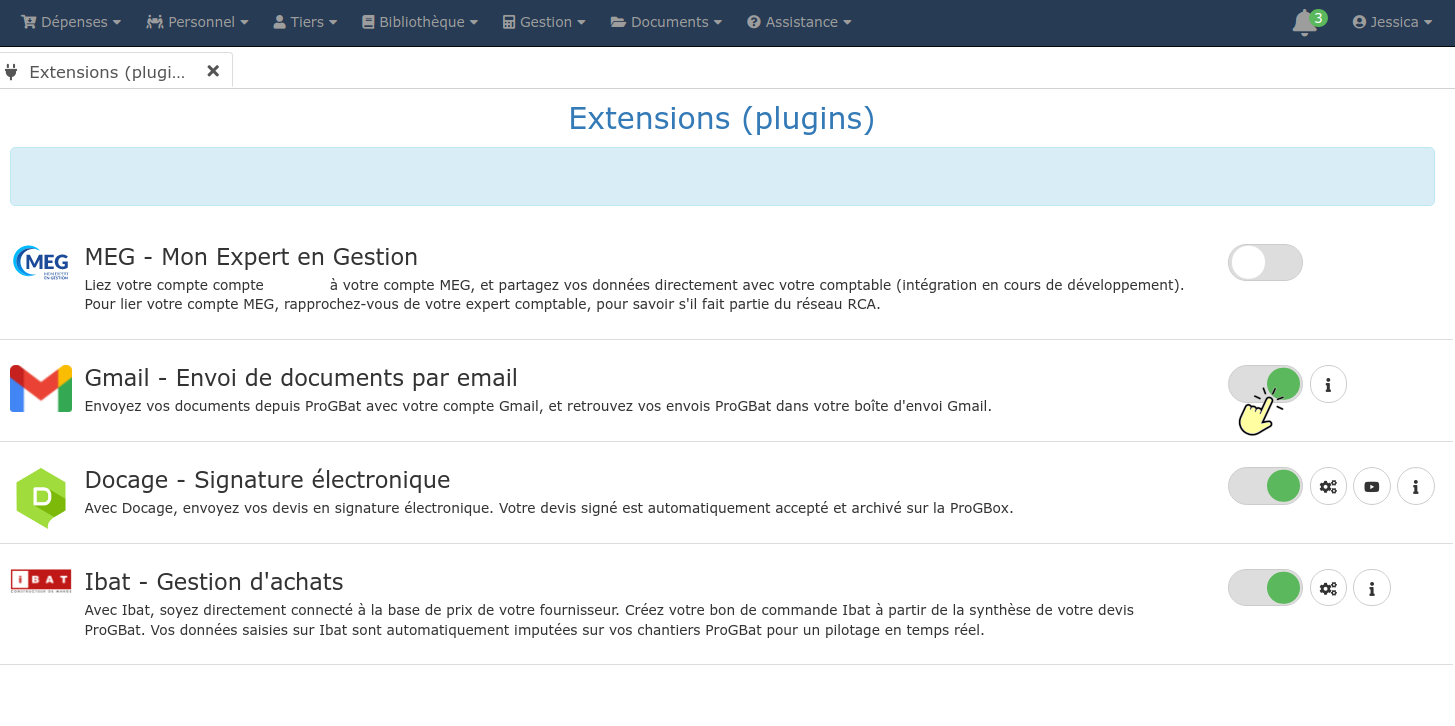 Dépenses Personnel Tiers Bibliothèque Gestion Documents Assistance 3 Jessica
Extensions (plugi...
Extensions (plugins)
MEG
MEG - Mon Expert en Gestion
Liez votre compte compte à votre compte MEG, et partagez vos données directement avec votre comptable (intégration en cours de développement).
Pour lier votre compte MEG, rapprochez-vous de votre expert comptable, pour savoir s'il fait partie du réseau RCA.
Gmail - Envoi de documents par email
Envoyez vos documents depuis ProGBat avec votre compte Gmail, et retrouvez vos envois ProGBat dans votre boîte d'envoi Gmail.
D
Docage - Signature électronique
Avec Docage, envoyez vos devis en signature électronique. Votre devis signé est automatiquement accepté et archivé sur la ProGBox.
iBAT
Ibat - Gestion d'achats
Avec Ibat, soyez directement connecté à la base de prix de votre fournisseur. Créez votre bon de commande Ibat à partir de la synthèse de votre devis
ProGBat. Vos données saisies sur Ibat sont automatiquement imputées sur vos chantiers ProGBat pour un pilotage en temps réel.